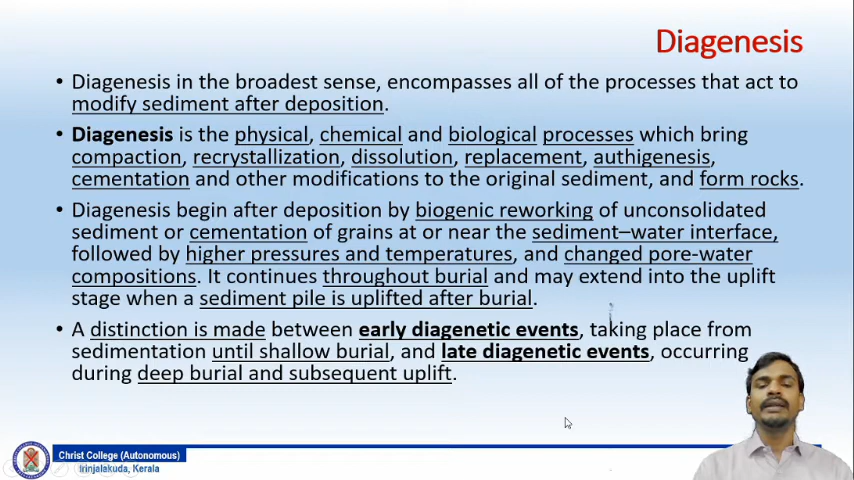 Diagenesis
• Diagenesis in the broadest sense, encompasses all of the processes that act to
modify sediment after deposition.
• Diagenesis is the physical, chemical and biological processes which bring
compaction, recrystallization, dissolution, replacement, authigenesis,
cementation and other modifications to the original sediment, and form rocks.
• Diagenesis begin after deposition by biogenic reworking of unconsolidated
sediment or cementation of grains at or near the sediment–water interface,
followed by higher pressures and temperatures, and changed pore-water
compositions. It continues throughout burial and may extend into the uplift
stage when a sediment pile is uplifted after burial.
• A distinction is made between early diagenetic events, taking place from
sedimentation until shallow burial, and late diagenetic events, occurring
during deep burial and subsequent uplift.
Christ College (Autonomous)
Irinjalakuda, Kerala